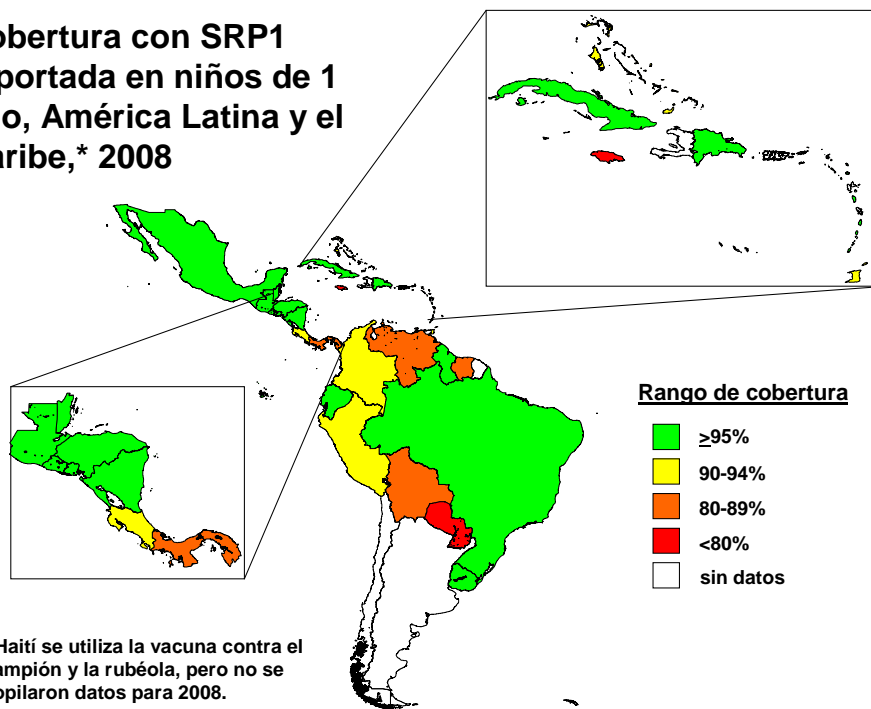 obertura con SRP1
portada en niños de 1
o, América Latina y el
aribe,* 2008
Rango de cobertura
≥95%
90-94%
80-89%
<80%
sin datos
Haití se utiliza la vacuna contra el
ampión y la rubéola, pero no se
opilaron datos para 2008.